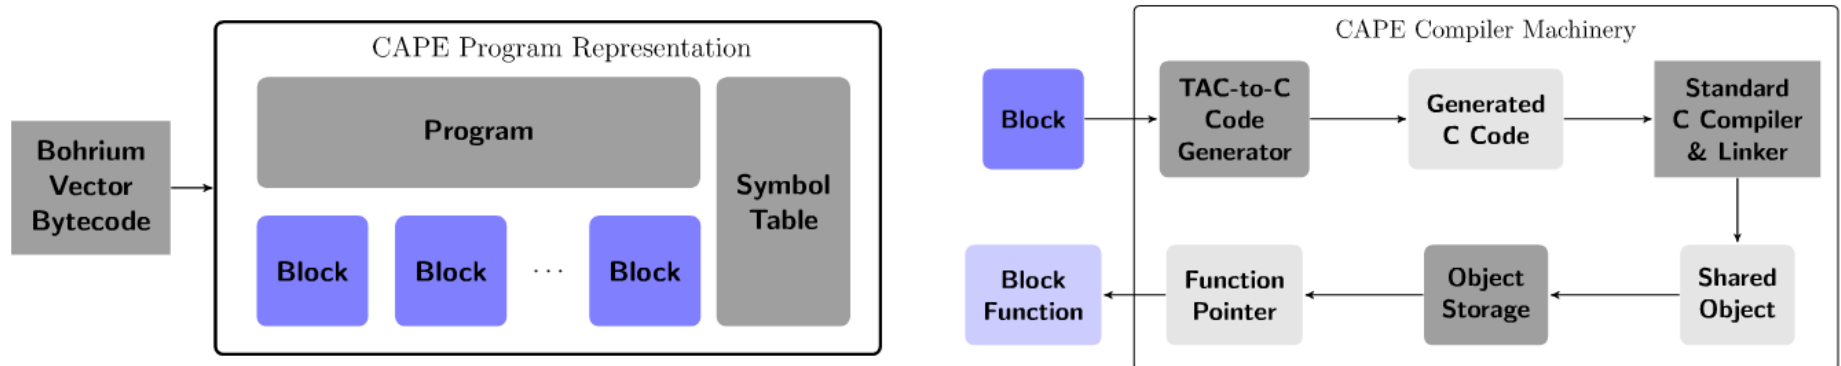 CAPE Program Representation
Bohrium
Vector
Bytecode
Program
Symbol
Table
Block
Block
...
Block
CAPE Compiler Machinery
Block
TAC-to-C
Code
Generator
Generated
C Code
Standard
C Compiler
& Linker
Shared
Object
Object
Storage
Function
Pointer
Block
Function